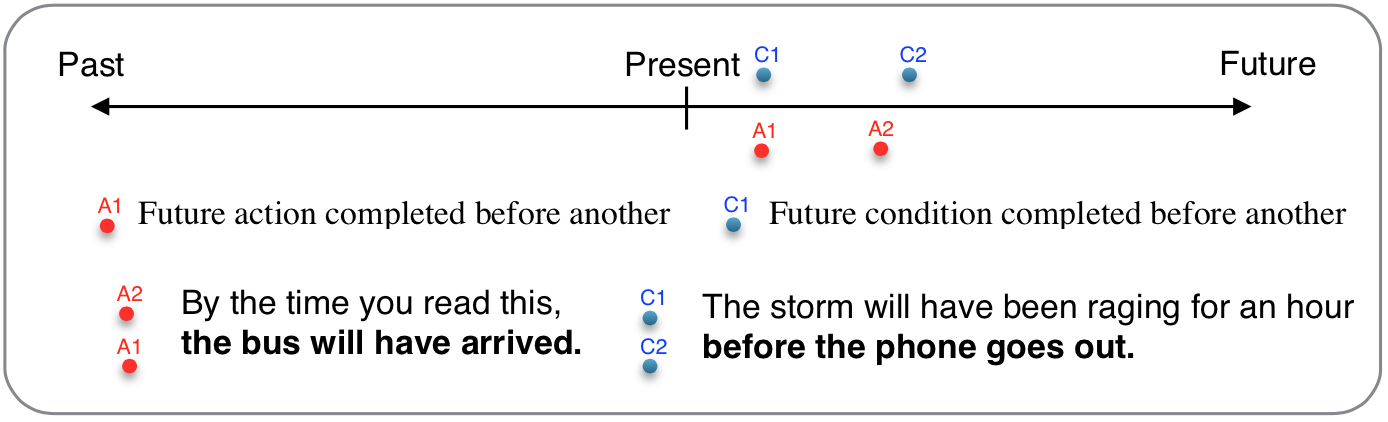 Past Present C1 C2 Future
A1 A2
A1 Future action completed before another
C1 Future condition completed before another
A2 By the time you read this,
A1 the bus will have arrived.
C1 The storm will have been raging for an hour
C2 before the phone goes out.